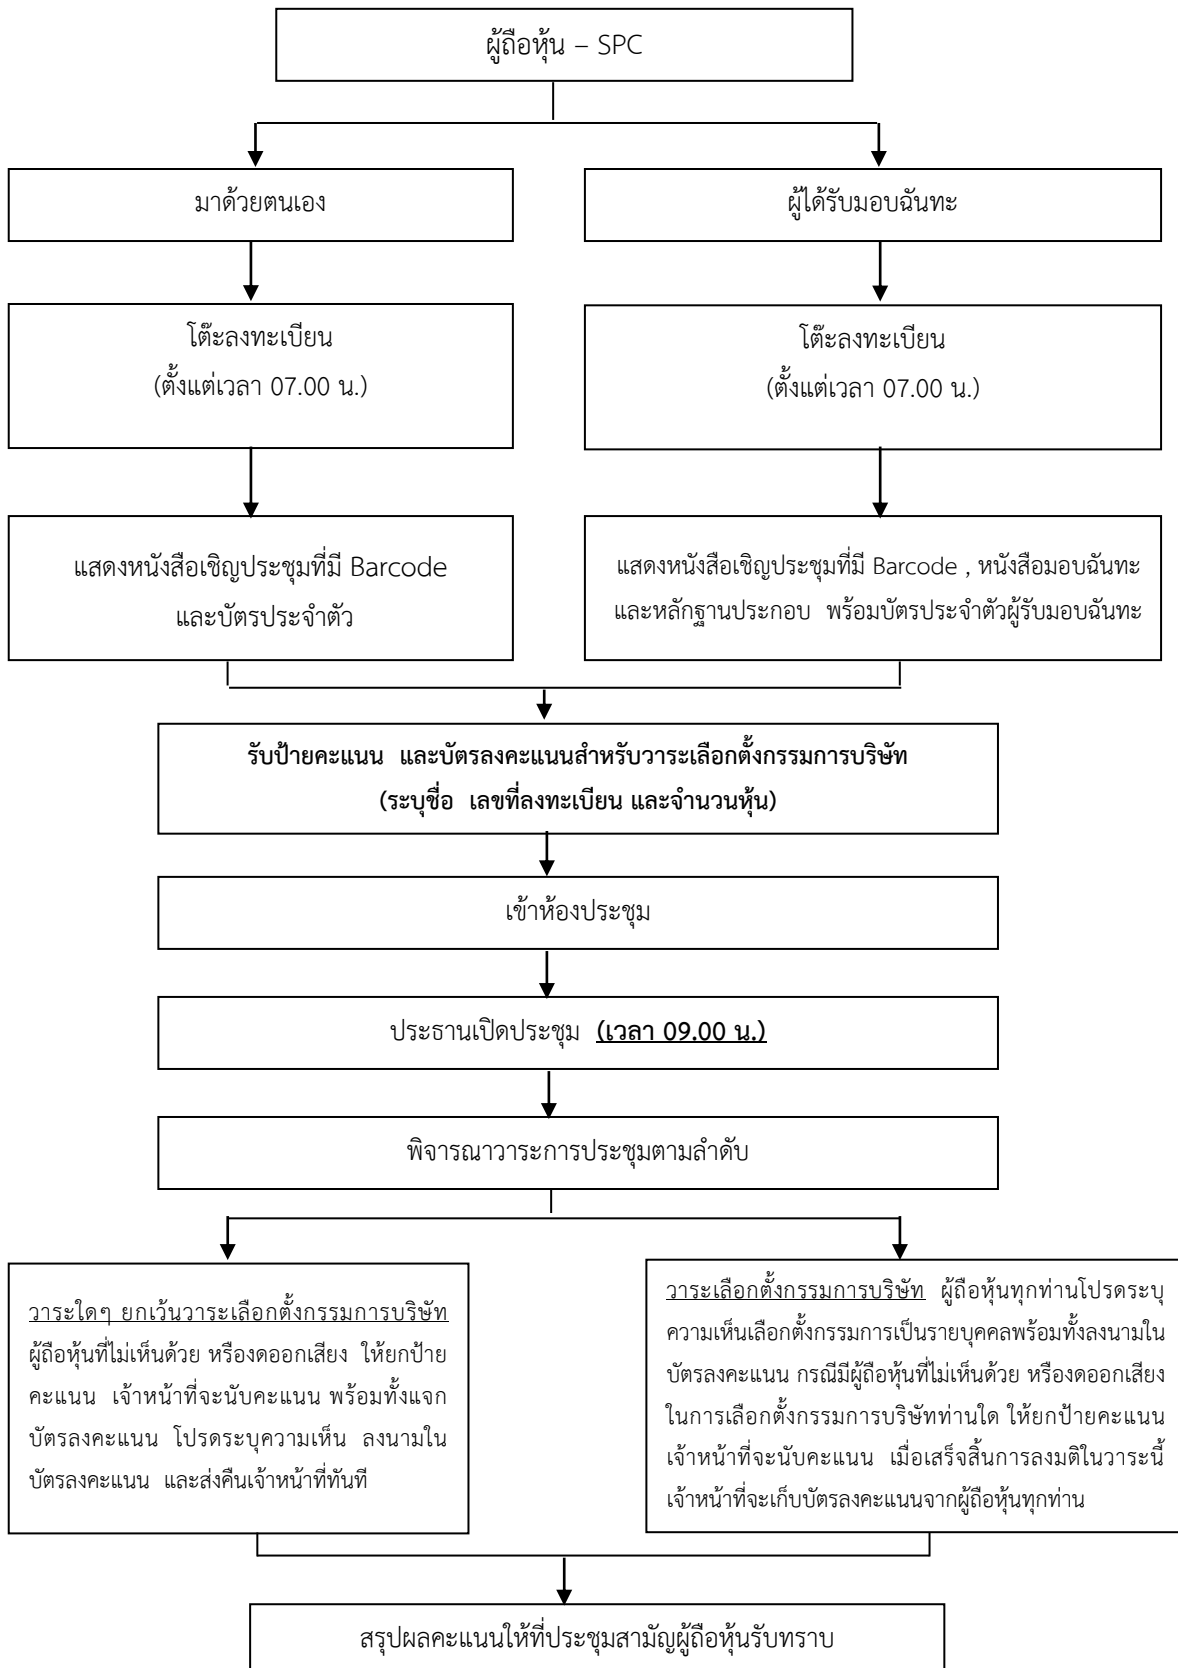 ผู้ถือหุ้น – SPC
มาด้วยตนเอง
ผู้ได้รับมอบฉันทะ
โต๊ะลงทะเบียน
(ตั้งแต่เวลา 07.00 น.)
โต๊ะลงทะเบียน
(ตั้งแต่เวลา 07.00 น.)
แสดงหนังสือเชิญประชุมที่มี Barcode
และบัตรประจำตัว
แสดงหนังสือเชิญประชุมที่มี Barcode , หนังสือมอบฉันทะ
และหลักฐานประกอบ พร้อมบัตรประจำตัวผู้รับมอบฉันทะ
รับป้ายคะแนน และบัตรลงคะแนนสำหรับวาระเลือกตั้งกรรมการบริษัท
(ระบุชื่อ เลขที่ลงทะเบียน และจำนวนหุ้น)
เข้าห้องประชุม
ประธานเปิดประชุม (เวลา 09.00 น.)
พิจารณาวาระการประชุมตามลำดับ
วาระใดๆ ยกเว้นวาระเลือกตั้งกรรมการบริษัท
ผู้ถือหุ้นที่ไม่เห็นด้วย หรืองดออกเสียง ให้ยกป้าย
คะแนน เจ้าหน้าที่จะนับคะแนน พร้อมทั้งแจก
บัตรลงคะแนน โปรดระบุความเห็น ลงนามใน
บัตรลงคะแนน และส่งคืนเจ้าหน้าที่ทันที
วาระเลือกตั้งกรรมการบริษัท ผู้ถือหุ้นทุกท่านโปรดระบุ
ความเห็นเลือกตั้งกรรมการเป็นรายบุคคลพร้อมทั้งลงนามใน
บัตรลงคะแนน กรณีมีผู้ถือหุ้นที่ไม่เห็นด้วย หรืองดออกเสียง
ในการเลือกตั้งกรรมการบริษัทท่านใด ให้ยกป้ายคะแนน
เจ้าหน้าที่จะนับคะแนน เมื่อเสร็จสิ้นการลงมติในวาระนี้
เจ้าหน้าที่จะเก็บบัตรลงคะแนนจากผู้ถือหุ้นทุกท่าน
สรุปผลคะแนนให้ที่ประชุมสามัญผู้ถือหุ้นรับทราบ